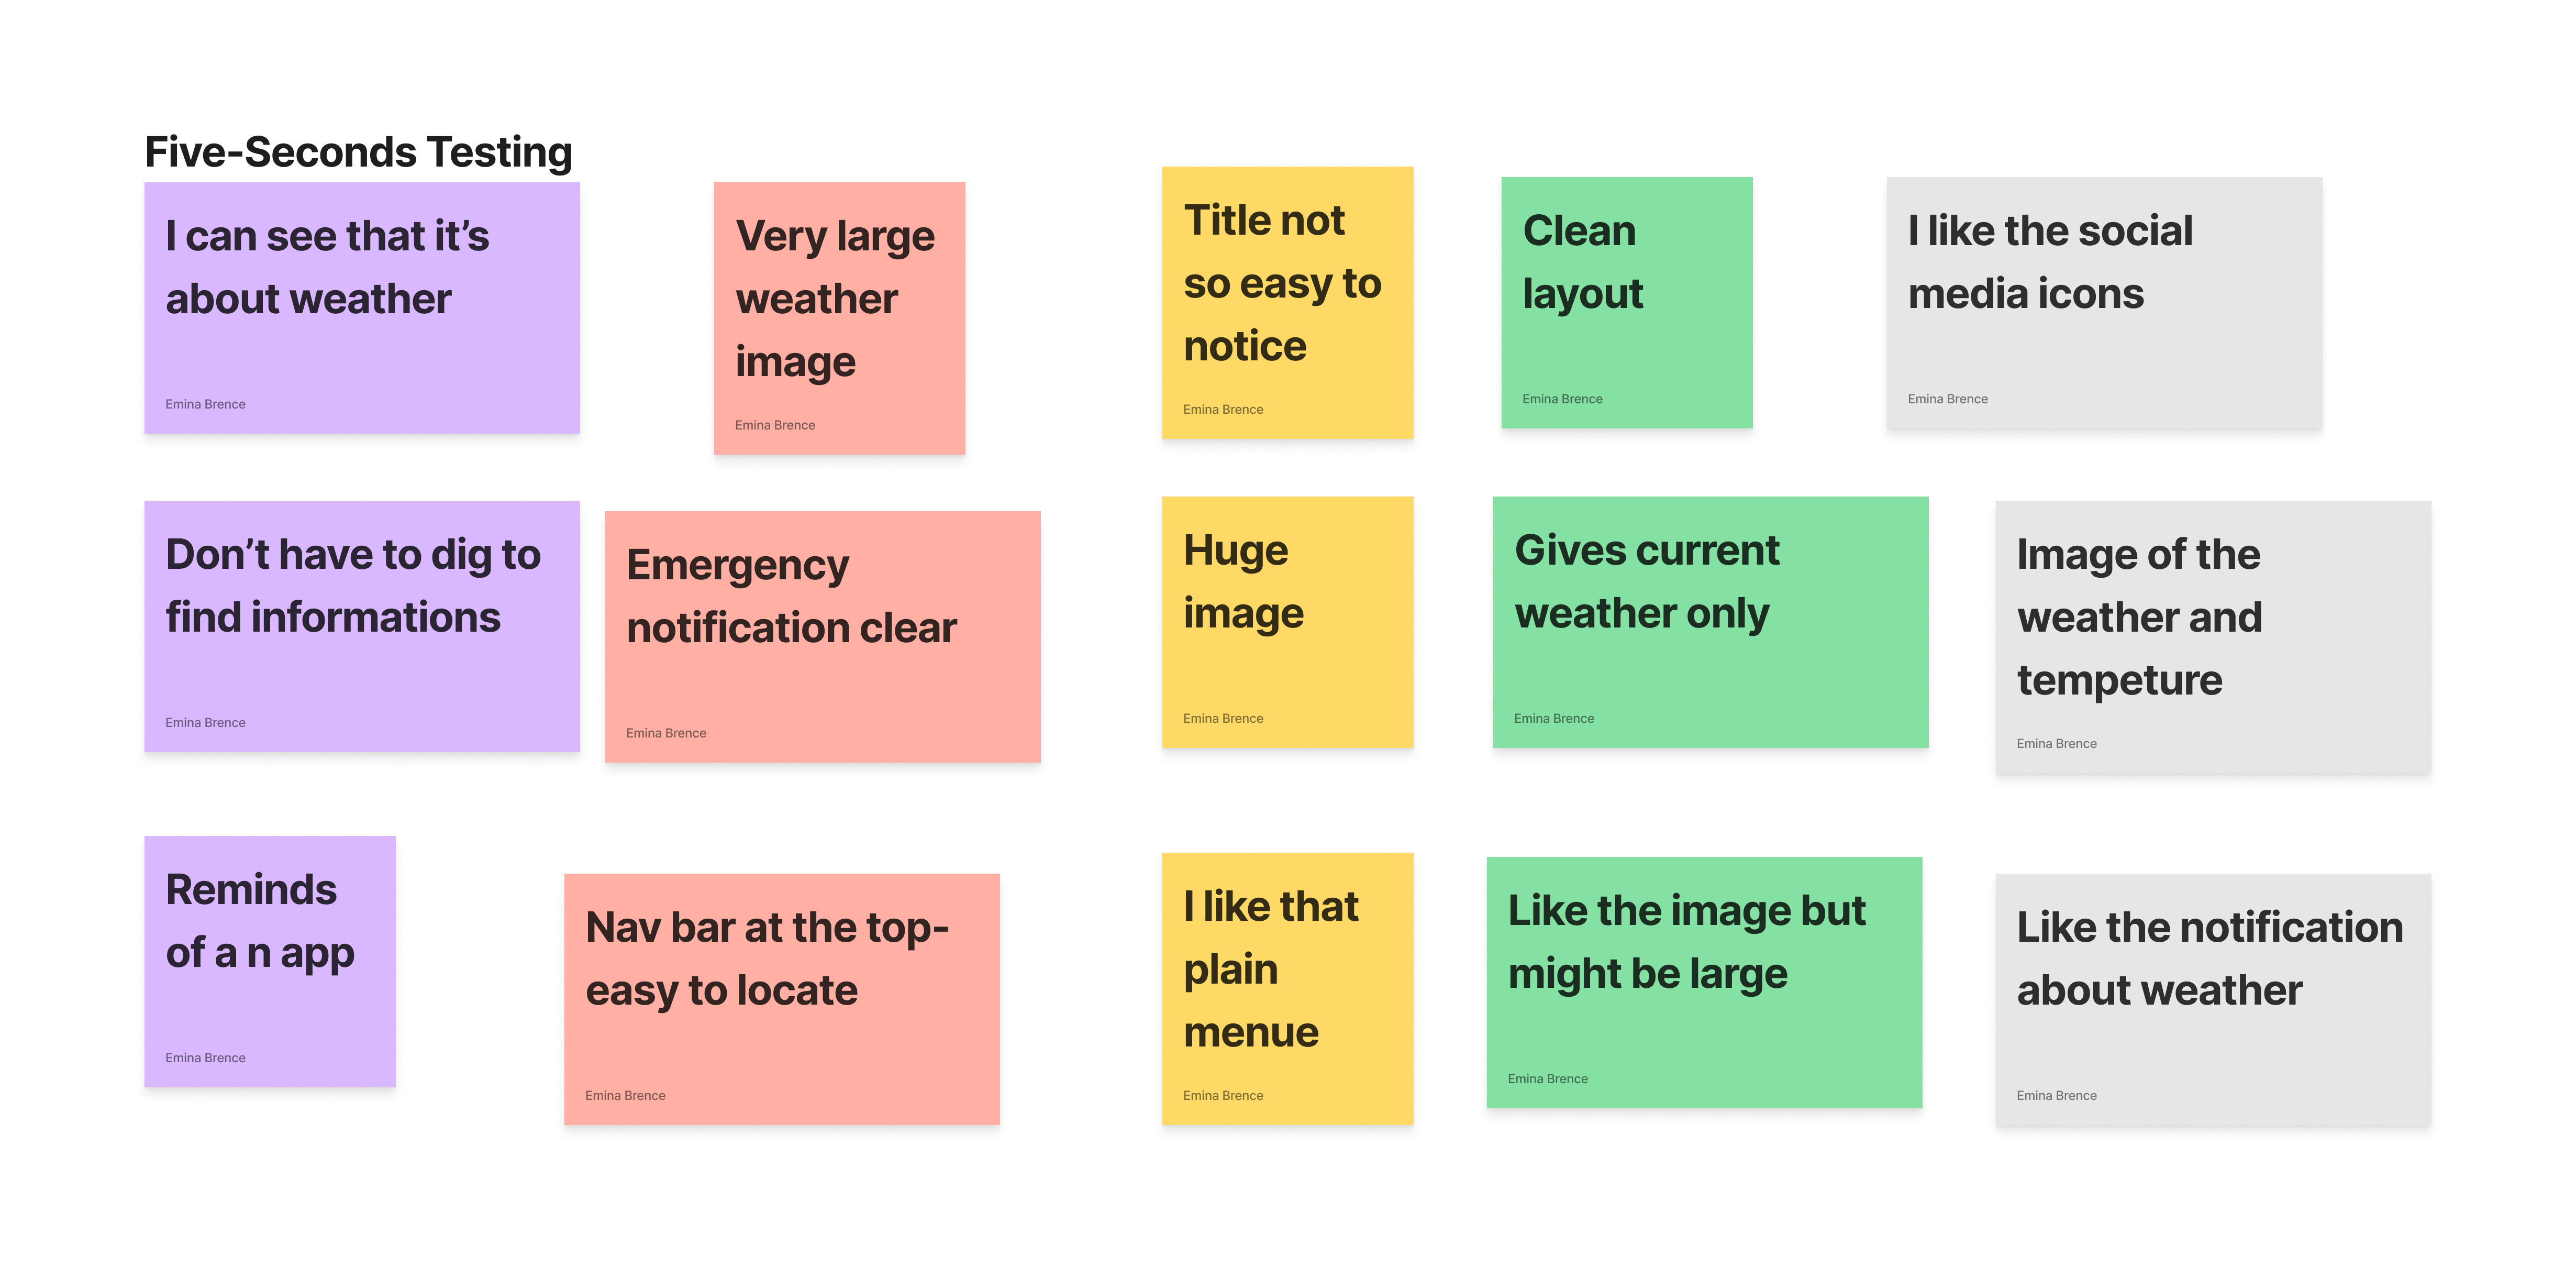 Five-Seconds Testing
I can see that it's
about weather
Emina Brence
Very large
weather
image
Emina Brence
Title not
so easy to
notice
Emina Brence
Clean
layout
Emina Brence
I like the social
media icons
Emina Brence
Don't have to dig to
find informations
Emina Brence
Emergency
notification clear
Emina Brence
Huge
image
Emina Brence
Gives current
weather only
Emina Brence
Image of the
weather and
tempeture
Emina Brence
Reminds
of a n app
Emina Brence
Nav bar at the top-
easy to locate
Emina Brence
I like that
plain
menue
Emina Brence
Like the image but
might be large
Emina Brence
Like the notification
about weather
Emina Brence